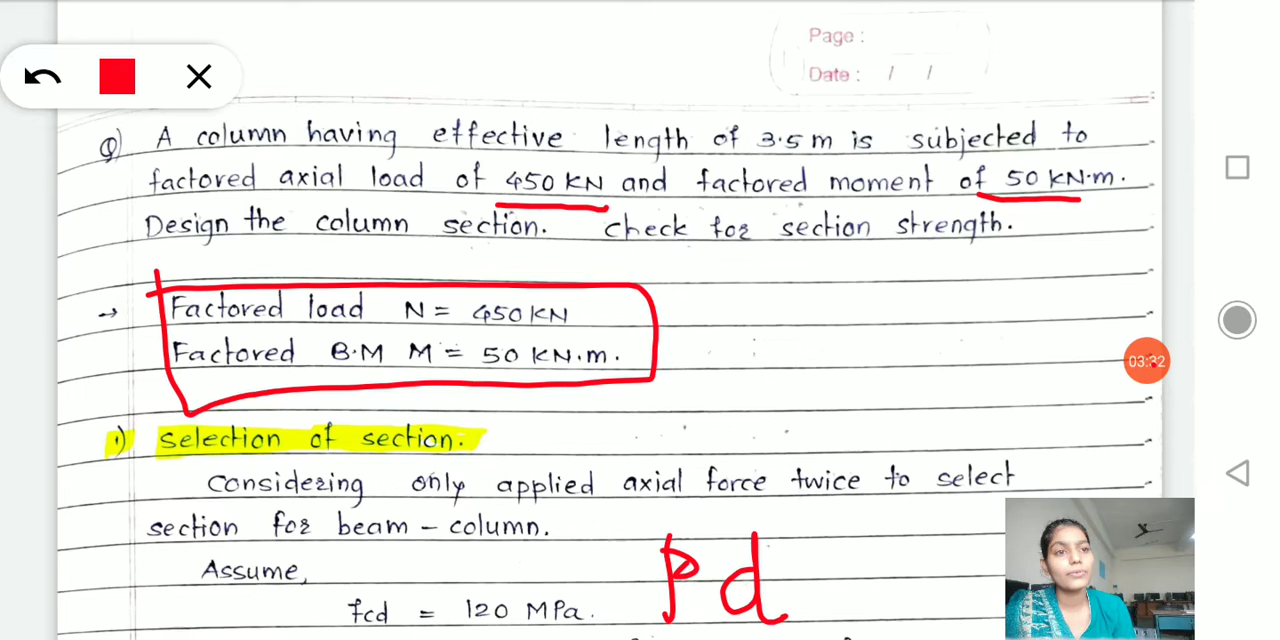 Page :
Date : / /
Q) A column having effective length of 3.5 m is subjected to
factored axial load of 450 KN and factored moment of 50 KN·m.
Design the column section. check for section strength.
→ Factored load N = 450 KN
Factored B·M M = 50 KN·m.
03:32
1) selection of section.
considering only applied axial force twice to select
section for beam - column.
Assume,
fcd = 120 MPa.
Pd